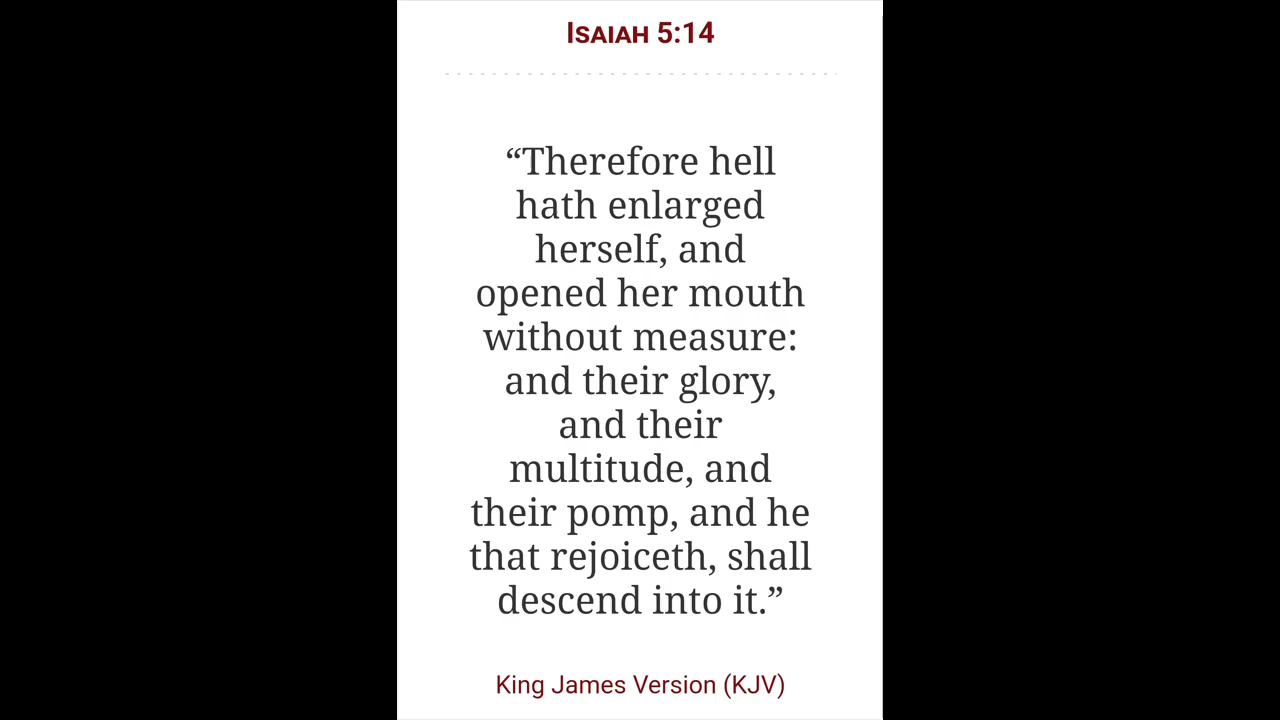 Isaiah 5:14
“Therefore hell
hath enlarged
herself, and
opened her mouth
without measure:
and their glory,
and their
multitude, and
their pomp, and he
that rejoiceth, shall
descend into it.”
King James Version (KJV)